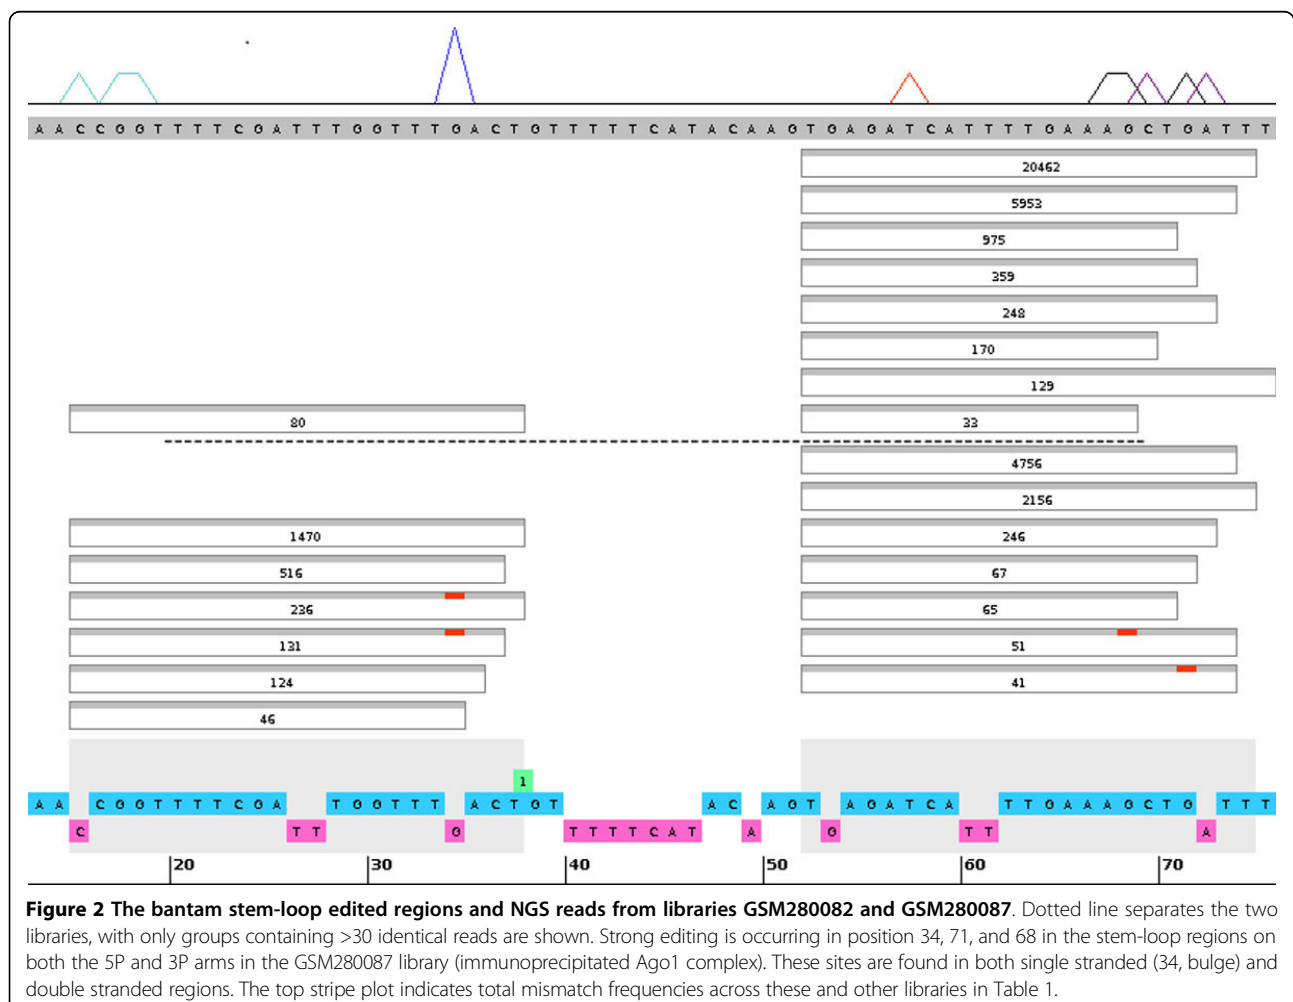 A A C C G G T T T T C G A T T T G G T T T G A C T G T T T T T C A T A C A A G T G A G A T C A T T T T G A A A G C T G A T T T
20462
5953
975
359
248
170
129
80 33
4756
2156
1470 246
516 67
236 65
131 51
124 41
46
1
A A C G G T T T T C G A T G G T T T A C T G T A C A G T A G A T C A T T G A A A G C T G T T T
C T T G T T T T C A T A G T T A
20 30 40 50 60 70
Figure 2 The bantam stem-loop edited regions and NGS reads from libraries GSM280082 and GSM280087. Dotted line separates the two
libraries, with only groups containing >30 identical reads are shown. Strong editing is occurring in position 34, 71, and 68 in the stem-loop regions on
both the 5P and 3P arms in the GSM280087 library (immunoprecipitated Ago1 complex). These sites are found in both single stranded (34, bulge) and
double stranded regions. The top stripe plot indicates total mismatch frequencies across these and other libraries in Table 1.